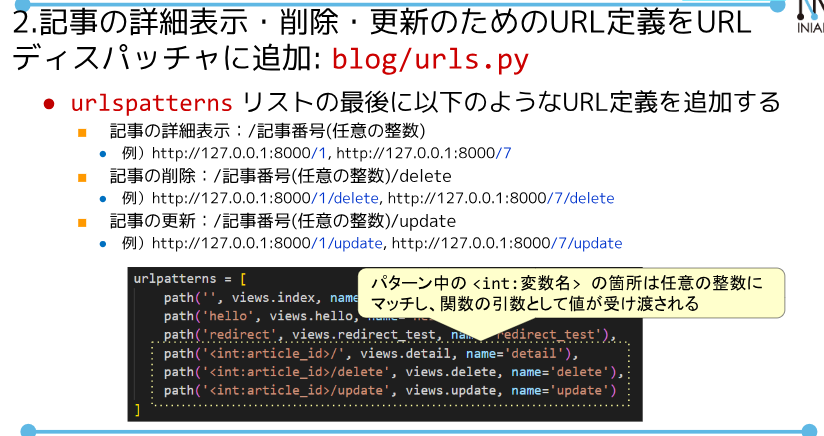 INIA
2.記事の詳細表示・削除・更新のためのURL定義をURL
ディスパッチャに追加: blog/urls.py
● urlspatterns リストの最後に以下のようなURL定義を追加する
■ 記事の詳細表示：/記事番号(任意の整数)
• 例）http://127.0.0.1:8000/1, http://127.0.0.1:8000/7
■ 記事の削除：/記事番号(任意の整数)/delete
• 例）http://127.0.0.1:8000/1/delete, http://127.0.0.1:8000/7/delete
■ 記事の更新：/記事番号(任意の整数)/update
• 例）http://127.0.0.1:8000/1/update, http://127.0.0.1:8000/7/update
パターン中の <int:変数名> の箇所は任意の整数に
マッチし、関数の引数として値が受け渡される
urlpatterns = [
path('', views.index, name
path('hello', views.hello,
path('redirect', views.redirect_test, redirect_test'),
path('<int:article_id>/', views.detail, name='detail'),
path('<int:article_id>/delete', views.delete, name='delete'),
path('<int:article_id>/update', views.update, name='update')
]